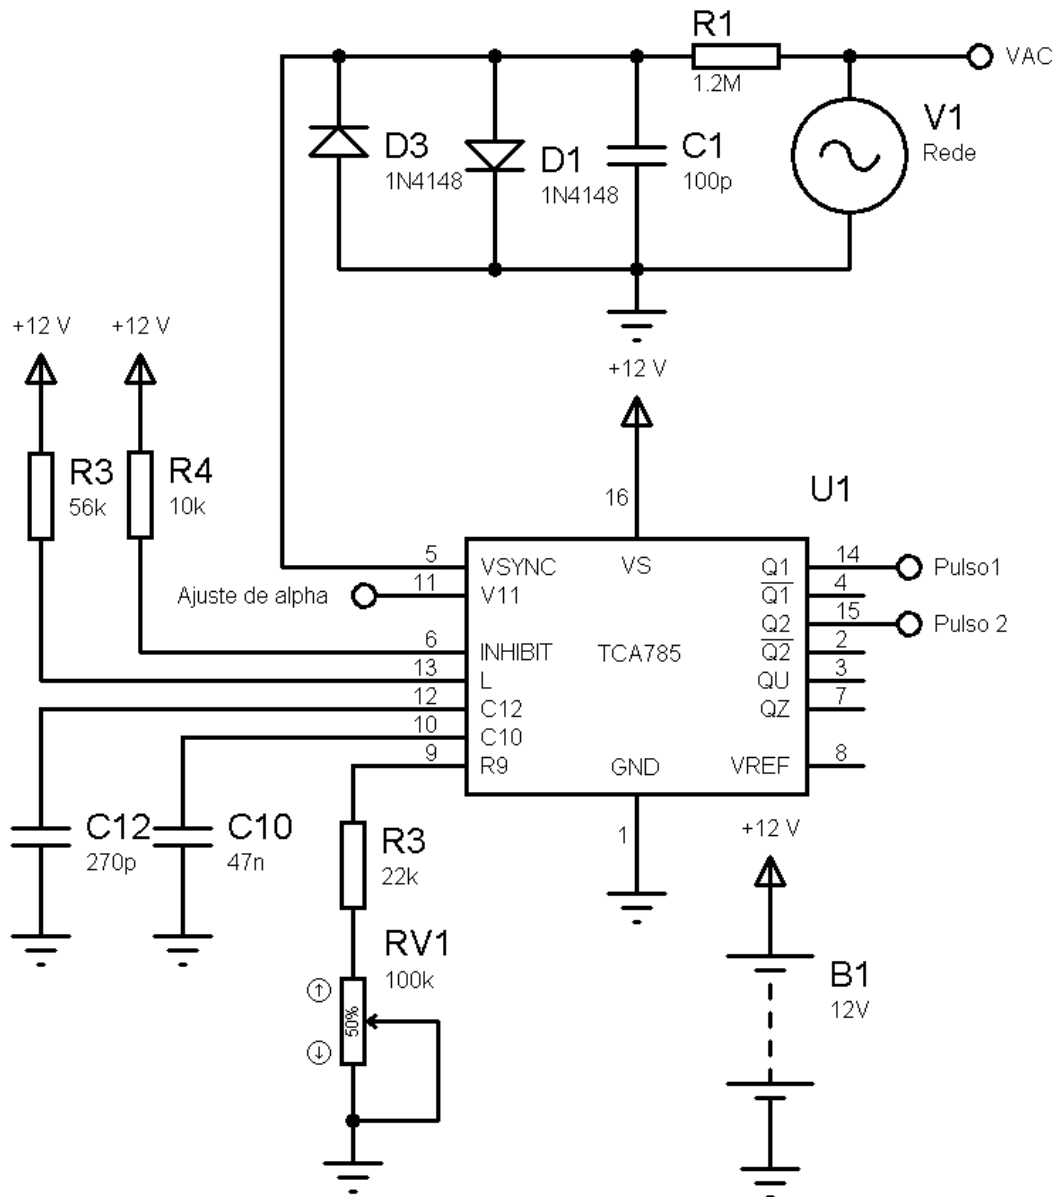 R1
1.2M
VAC
V1
Rede
D3
1N4148
D1
1N4148
C1
100p
+12 V
+12 V
+12 V
R3
56k
R4
10k
U1
16
5
VSYNC
VS
Q1
14
Pulso1
Ajuste de alpha
11
V11
Q1
4
Q2
15
Pulso 2
6
INHIBIT
TCA785
Q2
2
13
L
QU
3
12
C12
QZ
7
10
C10
9
R9
GND
VREF
8
C12
270p
C10
47n
R3
22k
1
+12 V
RV1
100k
50%
B1
12V